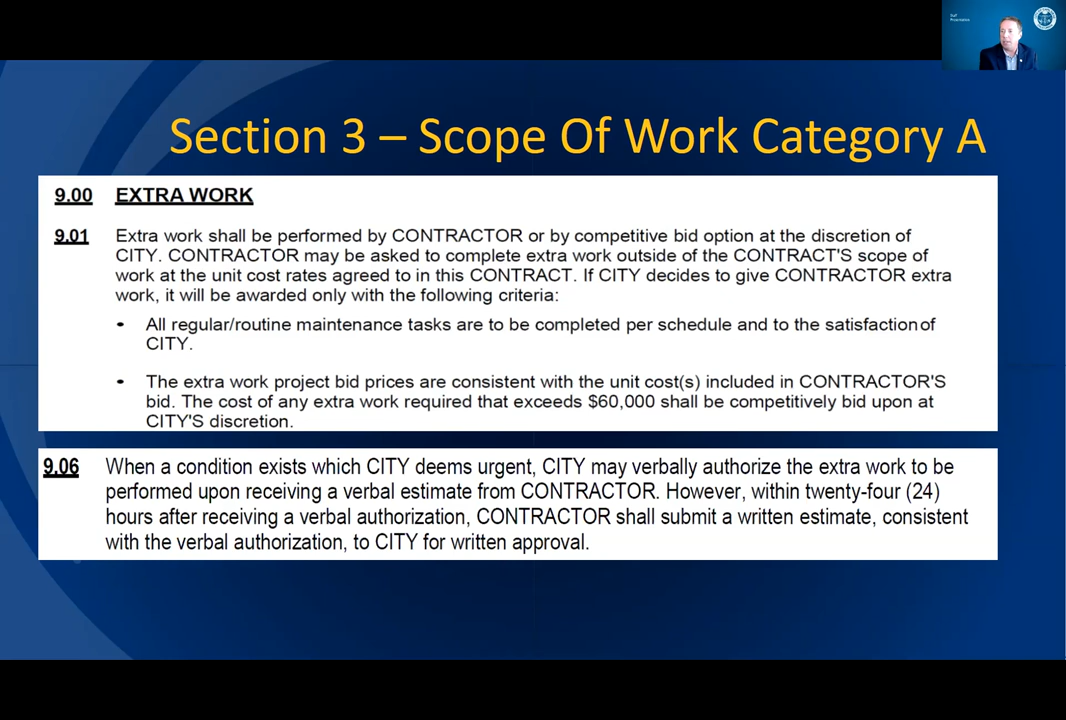 Staff
Presentation
Section 3 – Scope Of Work Category A
9.00 EXTRA WORK
9.01 Extra work shall be performed by CONTRACTOR or by competitive bid option at the discretion of
CITY. CONTRACTOR may be asked to complete extra work outside of the CONTRACT'S scope of
work at the unit cost rates agreed to in this CONTRACT. If CITY decides to give CONTRACTOR extra
work, it will be awarded only with the following criteria:
• All regular/routine maintenance tasks are to be completed per schedule and to the satisfaction of
CITY.
• The extra work project bid prices are consistent with the unit cost(s) included in CONTRACTOR'S
bid. The cost of any extra work required that exceeds $60,000 shall be competitively bid upon at
CITY'S discretion.
9.06 When a condition exists which CITY deems urgent, CITY may verbally authorize the extra work to be
performed upon receiving a verbal estimate from CONTRACTOR. However, within twenty-four (24)
hours after receiving a verbal authorization, CONTRACTOR shall submit a written estimate, consistent
with the verbal authorization, to CITY for written approval.